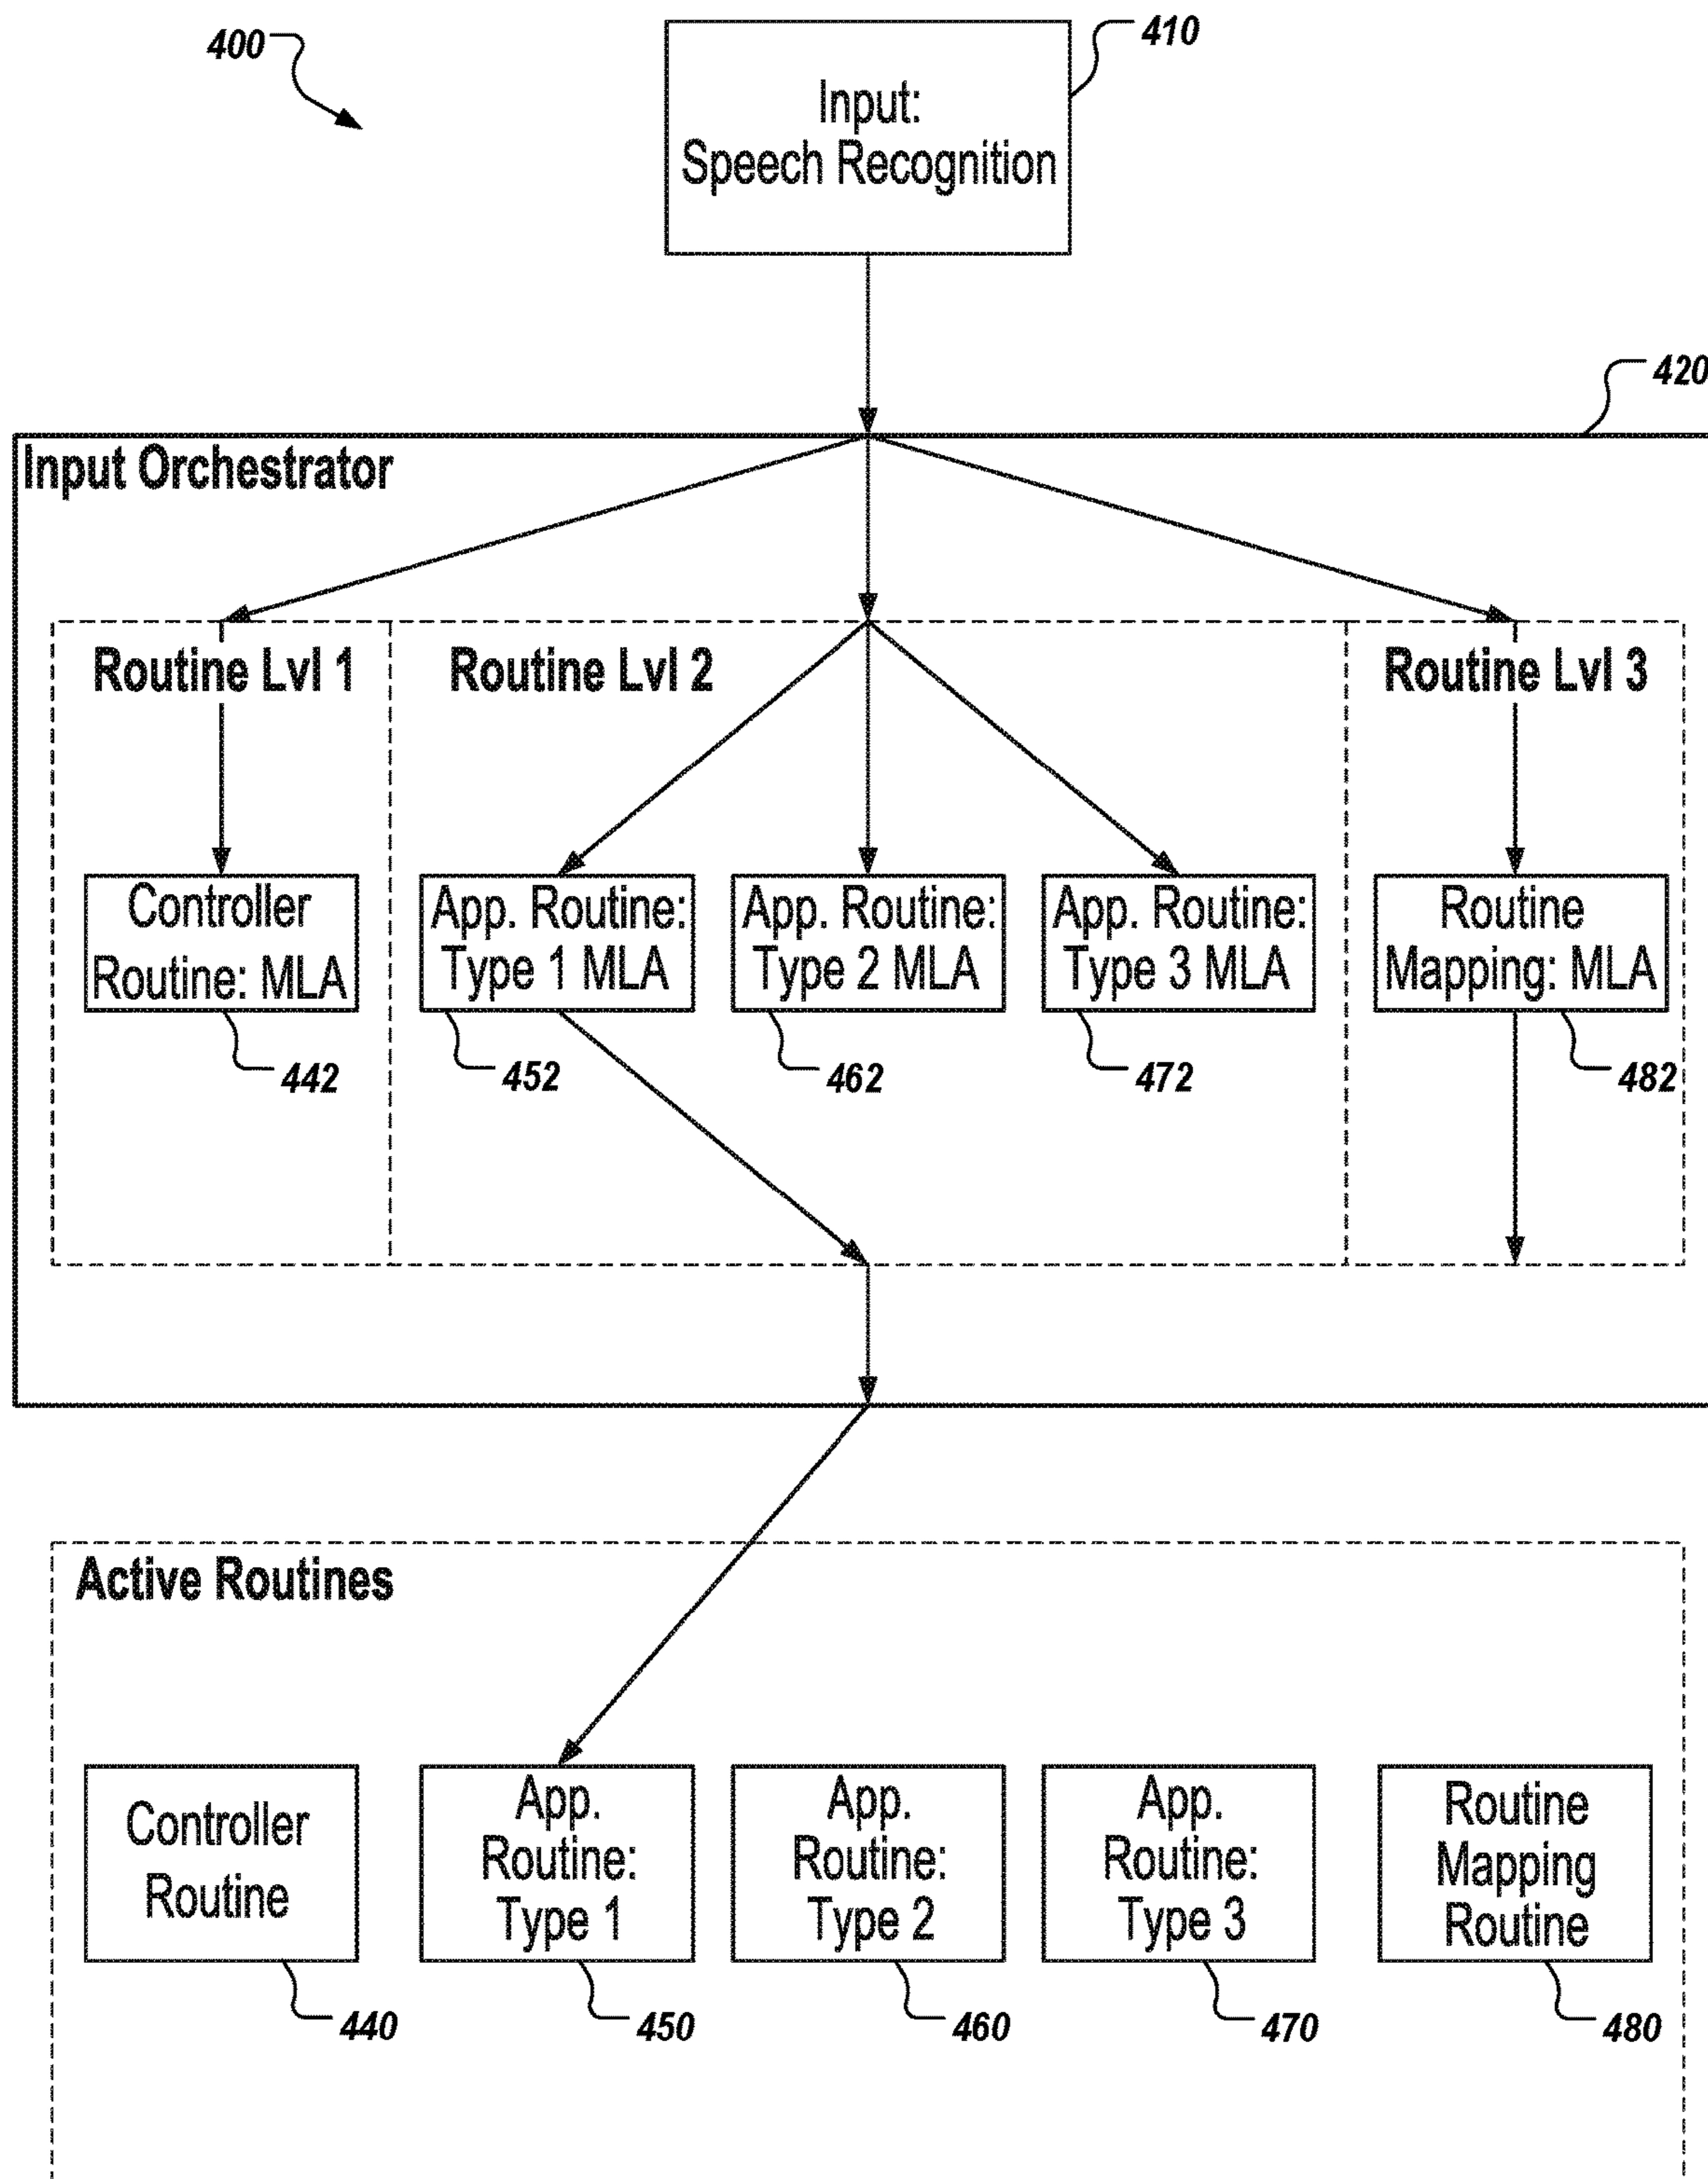 400
410
Input:
Speech Recognition
420
Input Orchestrator
Routine Lvl 1
Routine Lvl 2
Routine Lvl 3
Controller
Routine: MLA
App. Routine:
Type 1 MLA
App. Routine:
Type 2 MLA
App. Routine:
Type 3 MLA
Routine
Mapping: MLA
442
452
462
472
482
Active Routines
Controller
Routine
App.
Routine:
Type 1
App.
Routine:
Type 2
App.
Routine:
Type 3
Routine
Mapping
Routine
440
450
460
470
480